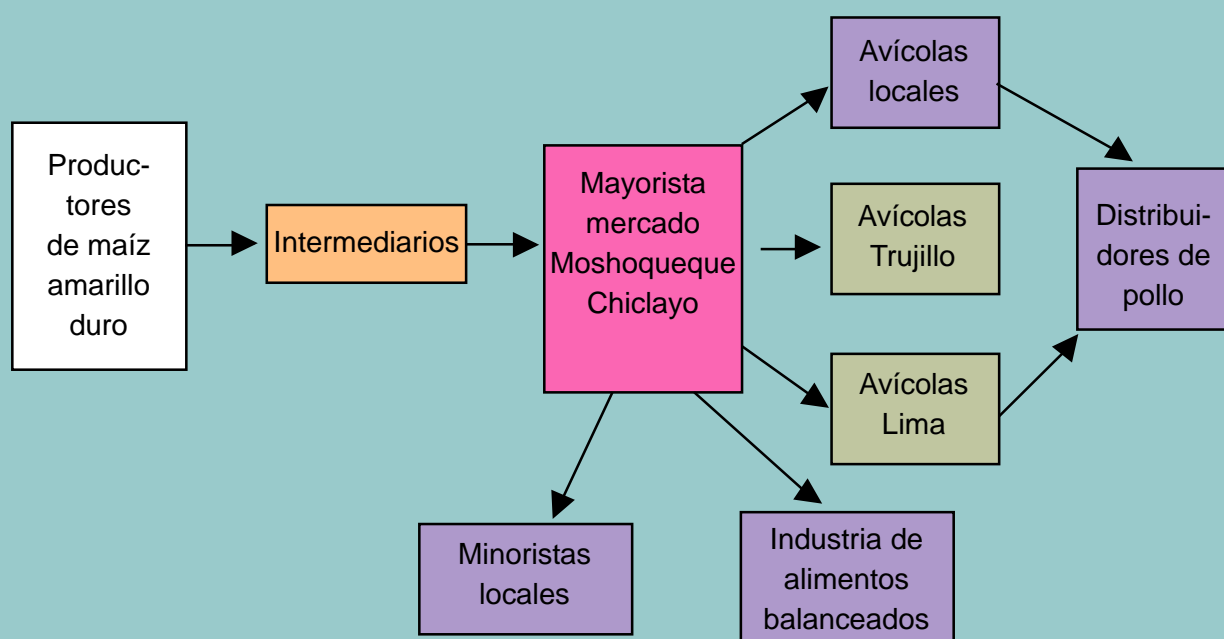 Produc-
tores
de maíz
amarillo
duro
Intermediarios
Mayorista
mercado
Moshoqueque
Chiclayo
Avícolas
locales
Avícolas
Trujillo
Avícolas
Lima
Distribui-
dores de
pollo
Minoristas
locales
Industria de
alimentos
balanceados